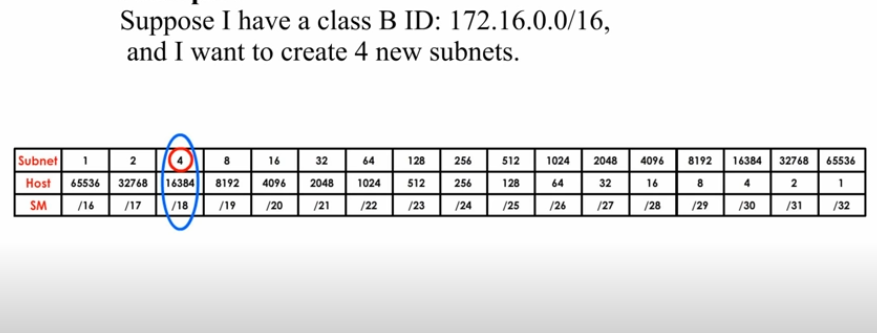 Suppose I have a class B ID: 172.16.0.0/16,
and I want to create 4 new subnets.
Subnet 1 2 4 8 16 32 64 128 256 512 1024 2048 4096 8192 16384 32768 65536
Host 65536 32768 16384 8192 4096 2048 1024 512 256 128 64 32 16 8 4 2 1
SM /16 /17 /18 /19 /20 /21 /22 /23 /24 /25 /26 /27 /28 /29 /30 /31 /32